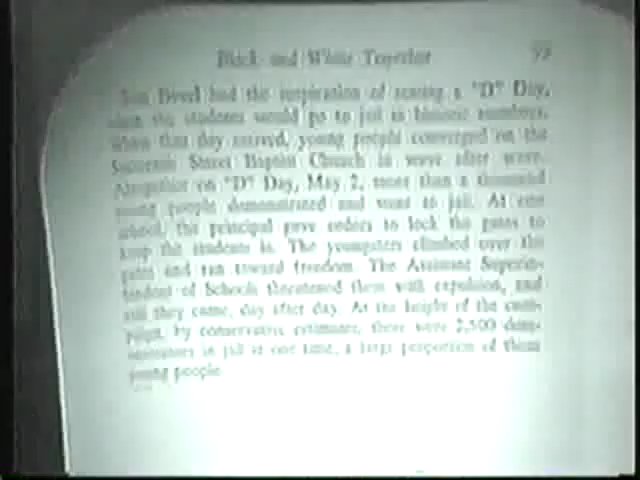 Black and White Together
Jim Bevel had the inspiration of setting a "D" Day,
when the students would go to jail in historic numbers.
When that day arrived, young people converged on the
Sixteenth Street Baptist Church in wave after wave.
Altogether on "D" Day, May 2, more than a thousand
young people demonstrated and went to jail. At one
school, the principal gave orders to lock the gates to
keep the students in. The youngsters climbed over the
gates and ran toward freedom. The Assistant Superin-
tendent of Schools threatened them with expulsion, and
still they came, day after day. At the height of the cam-
paign, by conservative estimates, there were 2,500 dem-
onstrators in jail at one time, a large proportion of them
young people.